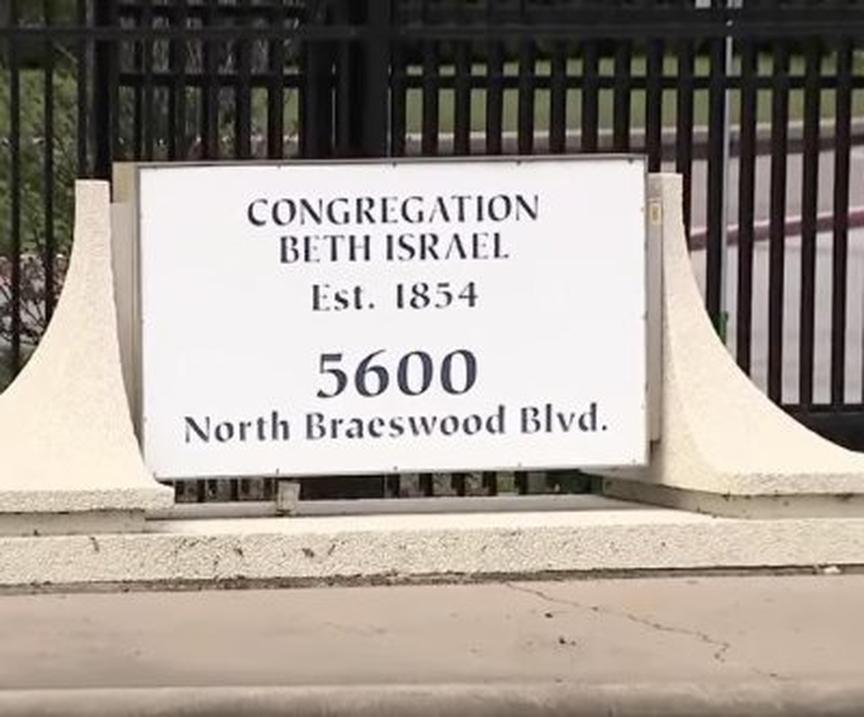 CONGREGATION
BETH ISRAEL
Est. 1854
5600
North Braeswood Blvd.